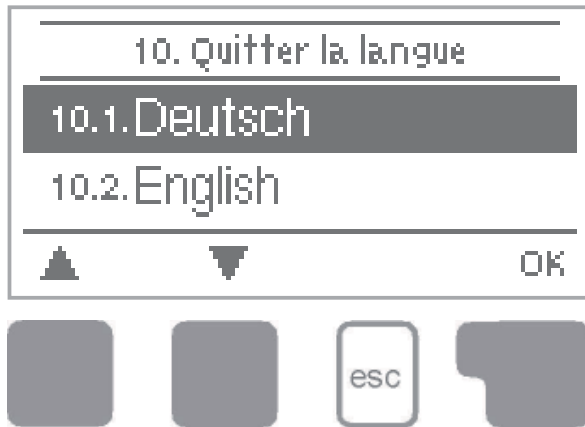 10. Quitter la langue
10.1. Deutsch
10.2. English
OK
esc